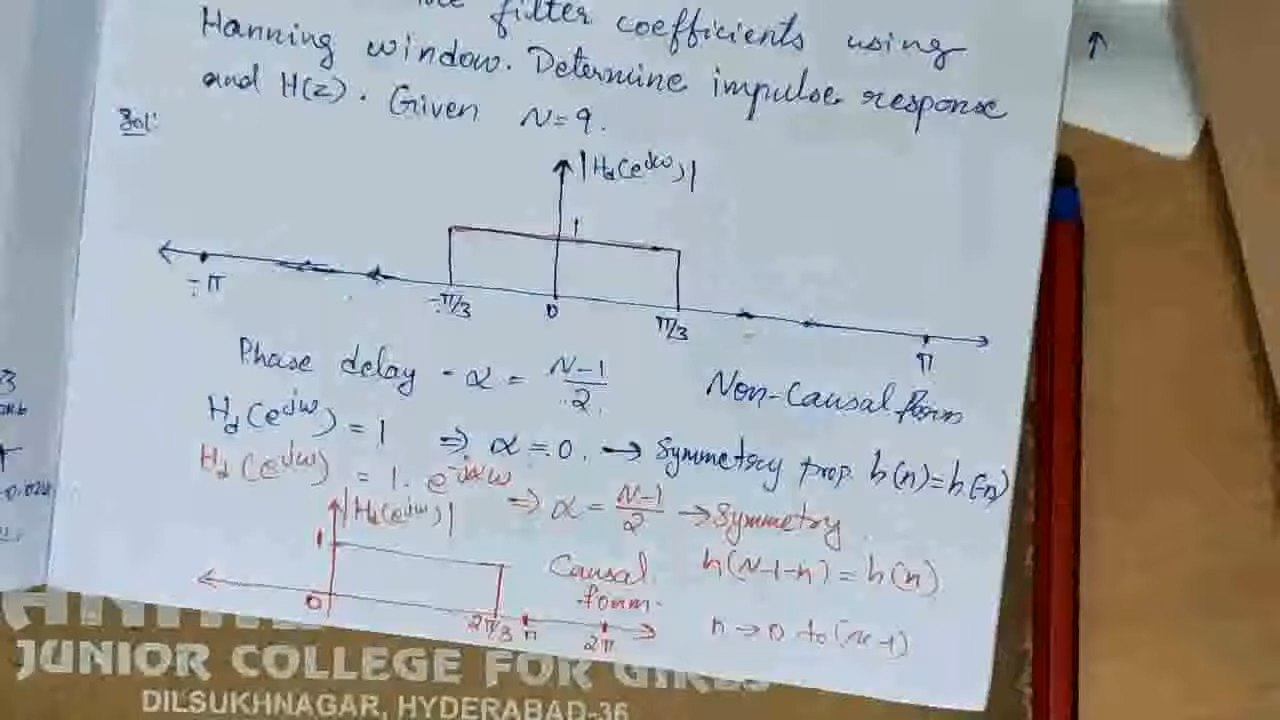 filter coefficients using
Hanning window. Determine impulse response
and H(z). Given N=9.
Sol:
|Hd(e^jω)|
1
-π
-π/3
0
π/3
π
Phase delay - α = (N-1)/2
Non-Causal form
Hd(e^jω) = 1 ⇒ α = 0. → Symmetry prop. h(n)=h(-n)
Hd(e^jω) = 1. e^-jαω ⇒ α = (N-1)/2 → Symmetry
h(N-1-n) = h(n)
n → 0 to (N-1)
|Hd(e^jω)|
1
0
2π/3
π
2π
Causal
form.
JUNIOR COLLEGE FOR GIRLS
DILSUKHNAGAR, HYDERABAD-36